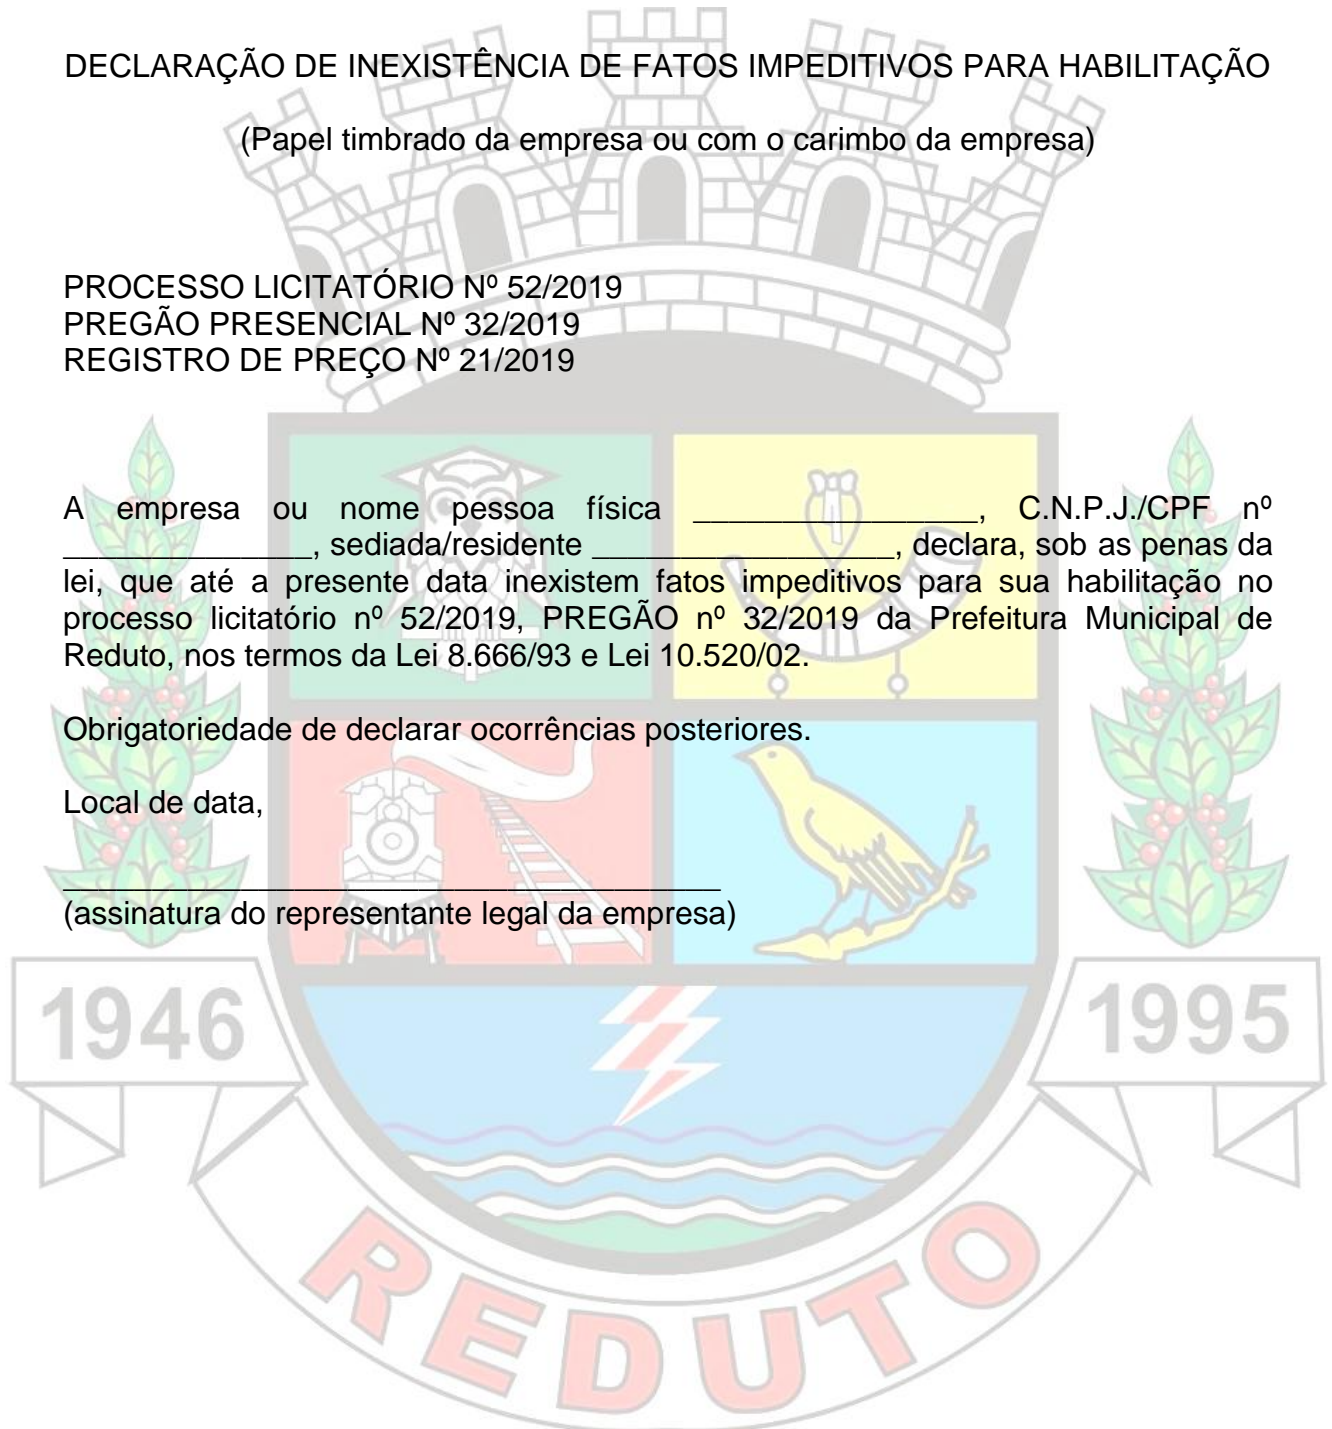 DECLARAÇÃO DE INEXISTÊNCIA DE FATOS IMPEDITIVOS PARA HABILITAÇÃO
(Papel timbrado da empresa ou com o carimbo da empresa)
PROCESSO LICITATÓRIO Nº 52/2019
PREGÃO PRESENCIAL Nº 32/2019
REGISTRO DE PREÇO Nº 21/2019
A empresa ou nome pessoa física ________________, C.N.P.J./CPF nº
______________, sediada/residente _________________, declara, sob as penas da
lei, que até a presente data inexistem fatos impeditivos para sua habilitação no
processo licitatório nº 52/2019, PREGÃO nº 32/2019 da Prefeitura Municipal de
Reduto, nos termos da Lei 8.666/93 e Lei 10.520/02.
Obrigatoriedade de declarar ocorrências posteriores.
Local de data,
_____________________________________
(assinatura do representante legal da empresa)
1946
1995
REDUTO